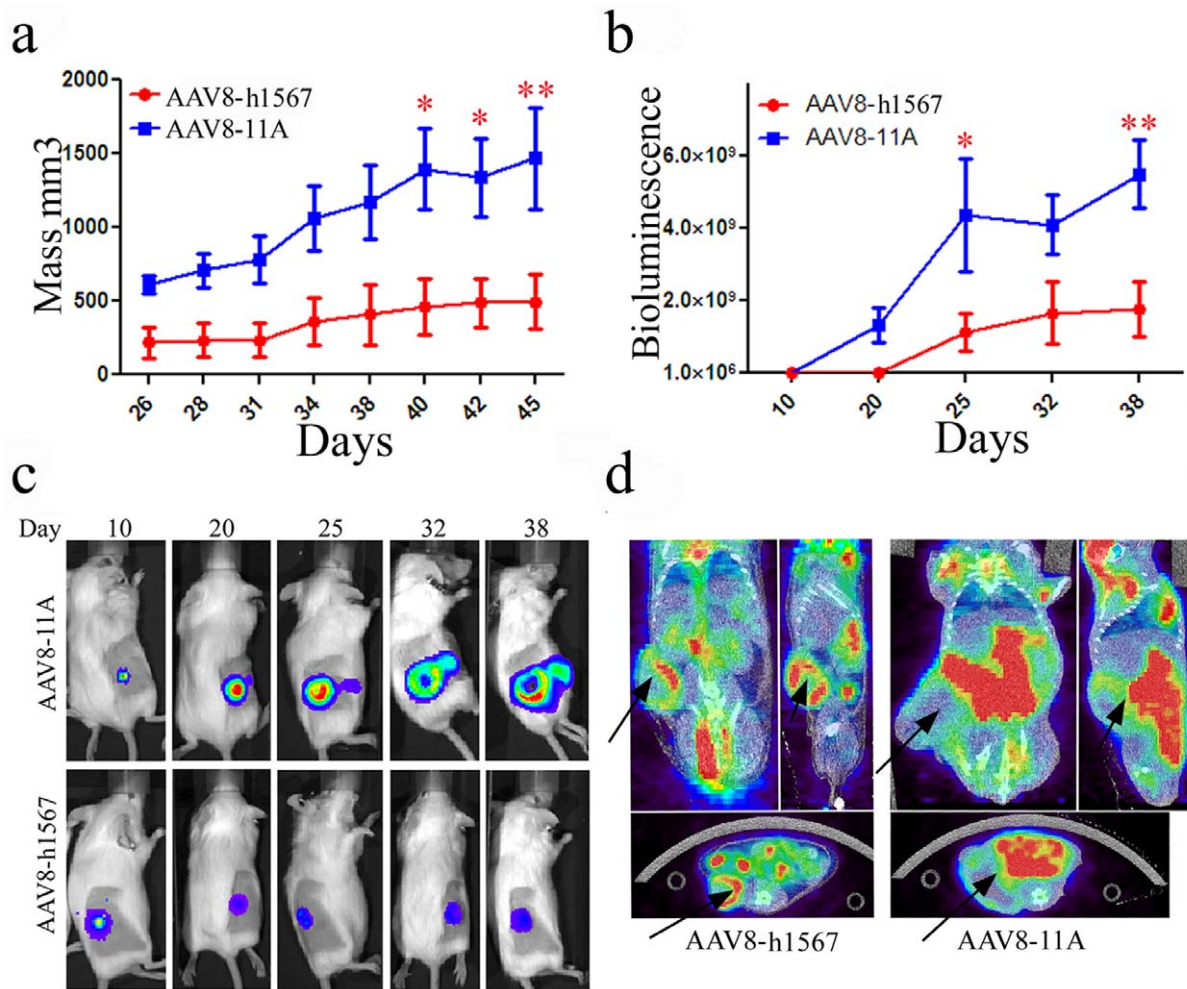 a
2000
1500
1000
500
0
Mass mm3
AAV8-h1567
AAV8-11A
*
*
**
26
28
31
34
38
40
42
45
Days
b
6.0×10⁹
4.0×10⁹
2.0×10⁹
1.0×10⁶
Bioluminescence
AAV8-h1567
AAV8-11A
*
**
10
20
25
32
38
Days
c
Day 10 20 25 32 38
AAV8-11A
AAV8-h1567
d
AAV8-h1567
AAV8-11A